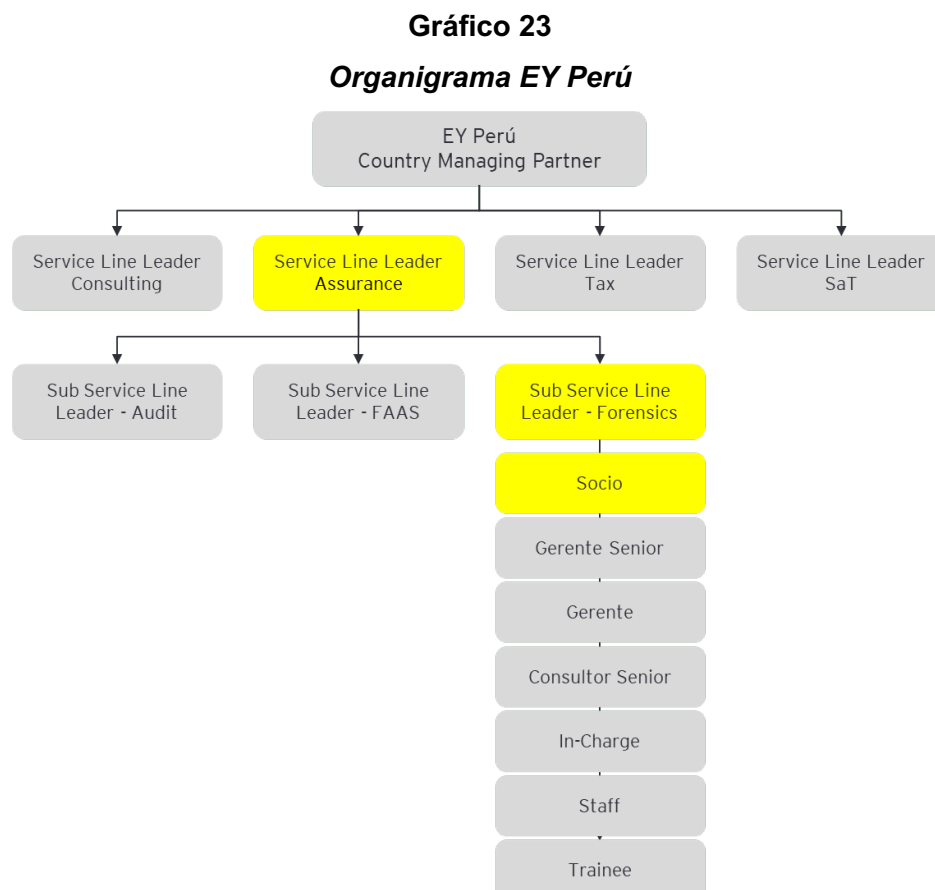 Gráfico 23
Organigrama EY Perú
EY Perú
Country Managing Partner
Service Line Leader
Consulting
Service Line Leader
Assurance
Service Line Leader
Tax
Service Line Leader
SaT
Sub Service Line
Leader - Audit
Sub Service Line
Leader - FAAS
Sub Service Line
Leader - Forensics
Socio
Gerente Senior
Gerente
Consultor Senior
In-Charge
Staff
Trainee